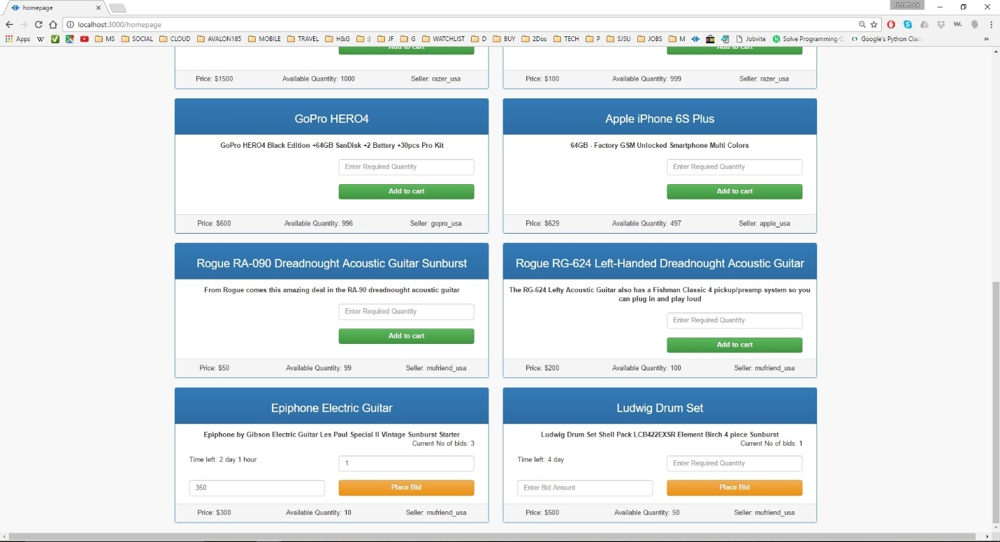 homepage
riotofrock
localhost:3000/homepage
Apps MS SOCIAL CLOUD AVALON185 MOBILE TRAVEL H&G :) JF G WATCHLIST D BUY 2Dos TECH P SJSU JOBS M Jobvite Solve Programming C Google's Python Clas »
Add to cart Add to cart
Price: $1500 Available Quantity: 1000 Seller: razer_usa
Price: $100 Available Quantity: 999 Seller: razer_usa
GoPro HERO4
GoPro HERO4 Black Edition +64GB SanDisk +2 Battery +30pcs Pro Kit
Enter Required Quantity
Add to cart
Price: $600 Available Quantity: 996 Seller: gopro_usa
Apple iPhone 6S Plus
64GB - Factory GSM Unlocked Smartphone Multi Colors
Enter Required Quantity
Add to cart
Price: $629 Available Quantity: 497 Seller: apple_usa
Rogue RA-090 Dreadnought Acoustic Guitar Sunburst
From Rogue comes this amazing deal in the RA-90 dreadnought acoustic guitar
Enter Required Quantity
Add to cart
Price: $50 Available Quantity: 99 Seller: mufriend_usa
Rogue RG-624 Left-Handed Dreadnought Acoustic Guitar
The RG-624 Lefty Acoustic Guitar also has a Fishman Classic 4 pickup/preamp system so you
can plug in and play loud
Enter Required Quantity
Add to cart
Price: $200 Available Quantity: 100 Seller: mufriend_usa
Epiphone Electric Guitar
Epiphone by Gibson Electric Guitar Les Paul Special II Vintage Sunburst Starter
Current No of bids: 3
Time left: 2 day 1 hour 1
350 Place Bid
Price: $300 Available Quantity: 10 Seller: mufriend_usa
Ludwig Drum Set
Ludwig Drum Set Shell Pack LCB422EXSR Element Birch 4 piece Sunburst
Current No of bids: 1
Time left: 4 day Enter Required Quantity
Enter Bid Amount Place Bid
Price: $500 Available Quantity: 50 Seller: mufriend_usa